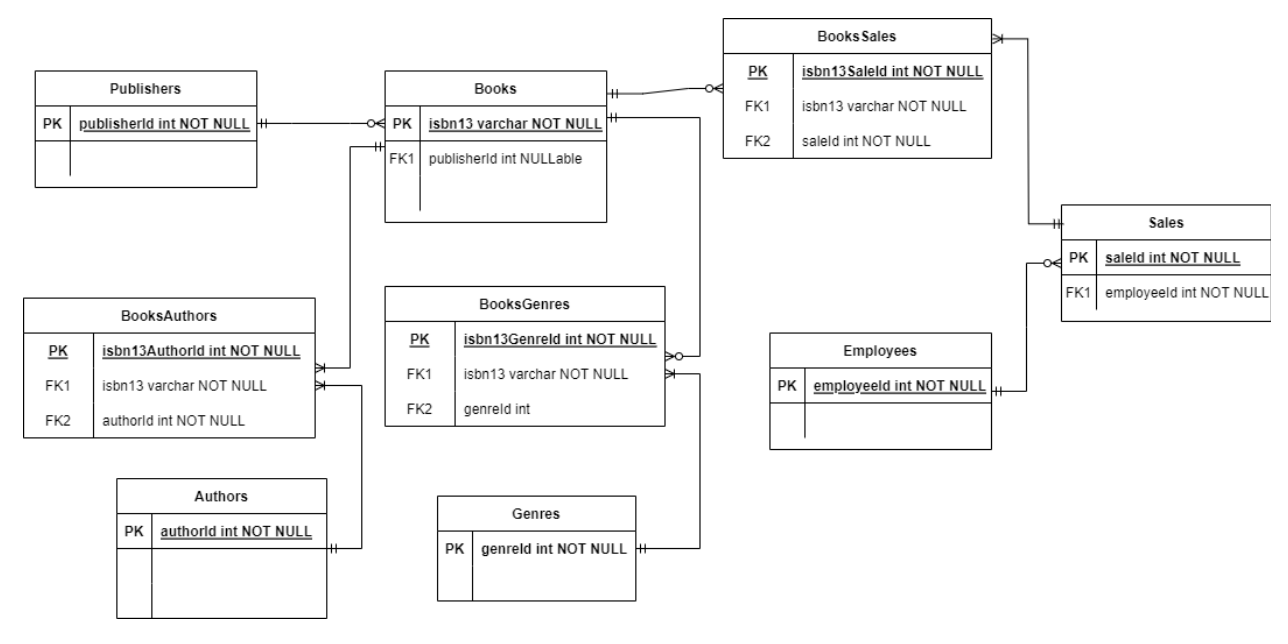 BooksSales
PK isbn13SaleId int NOT NULL
FK1 isbn13 varchar NOT NULL
FK2 saleId int NOT NULL
Publishers
PK publisherId int NOT NULL
Books
PK isbn13 varchar NOT NULL
FK1 publisherId int NULLable
Sales
PK saleId int NOT NULL
FK1 employeeId int NOT NULL
BooksAuthors
PK isbn13AuthorId int NOT NULL
FK1 isbn13 varchar NOT NULL
FK2 authorId int NOT NULL
BooksGenres
PK isbn13GenreId int NOT NULL
FK1 isbn13 varchar NOT NULL
FK2 genreId int
Employees
PK employeeId int NOT NULL
Authors
PK authorId int NOT NULL
Genres
PK genreId int NOT NULL